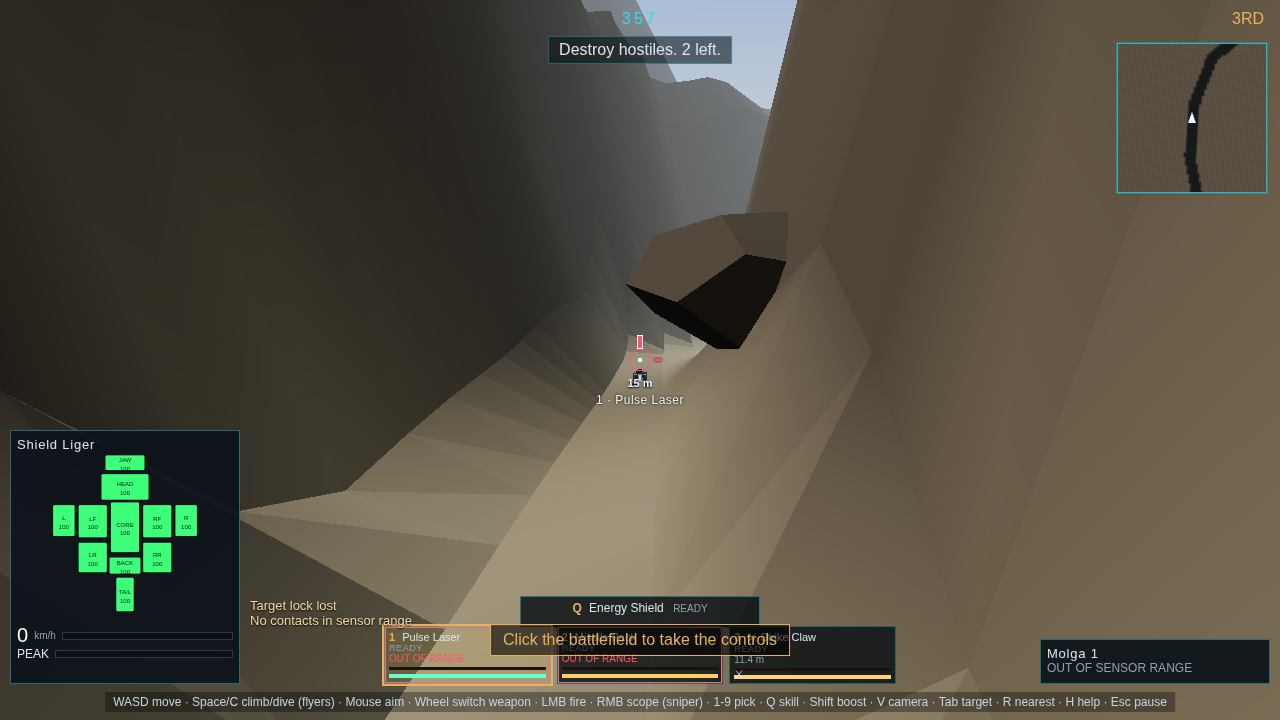 357
3RD
Destroy hostiles. 2 left.
15 m
1 · Pulse Laser
Shield Liger
JAW
100
HEAD
100
L
100
LF
100
CORE
100
RF
100
R
100
LR
100
BACK
100
RR
100
TAIL
100
0 km/h
PEAK
Target lock lost
No contacts in sensor range
Q Energy Shield READY
Click the battlefield to take the controls
1 Pulse Laser
READY
OUT OF RANGE
OUT OF RANGE
Claw
READY
11.4 m
Molga 1
OUT OF SENSOR RANGE
WASD move · Space/C climb/dive (flyers) · Mouse aim · Wheel switch weapon · LMB fire · RMB scope (sniper) · 1-9 pick · Q skill · Shift boost · V camera · Tab target · R nearest · H help · Esc pause